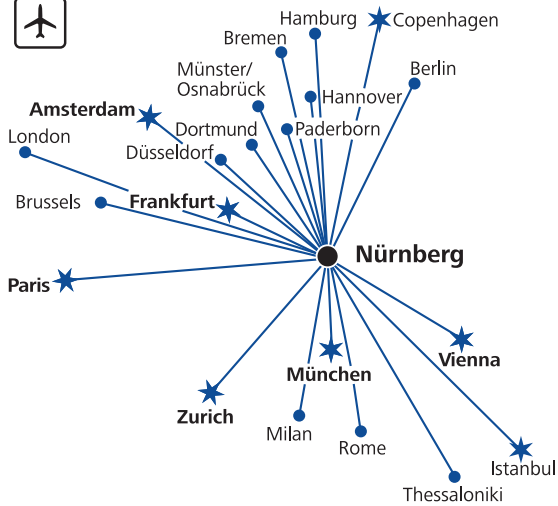 Hamburg
Copenhagen
Bremen
Münster/
Osnabrück
Berlin
Hannover
Amsterdam
Dortmund
Paderborn
London
Düsseldorf
Brussels
Frankfurt
Nürnberg
Paris
Vienna
München
Zurich
Milan
Rome
Istanbul
Thessaloniki